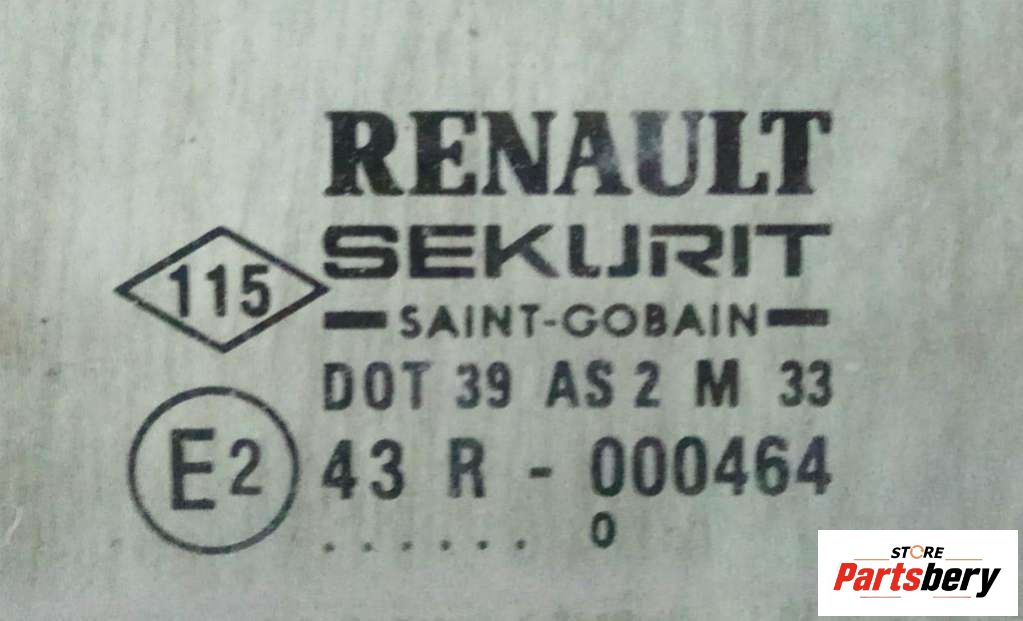 RENAULT
SEKURIT
115
SAINT-GOBAIN
DOT 39 AS 2 M 33
E2
43 R - 000464
. . . . . . 0
STORE
Partsbery